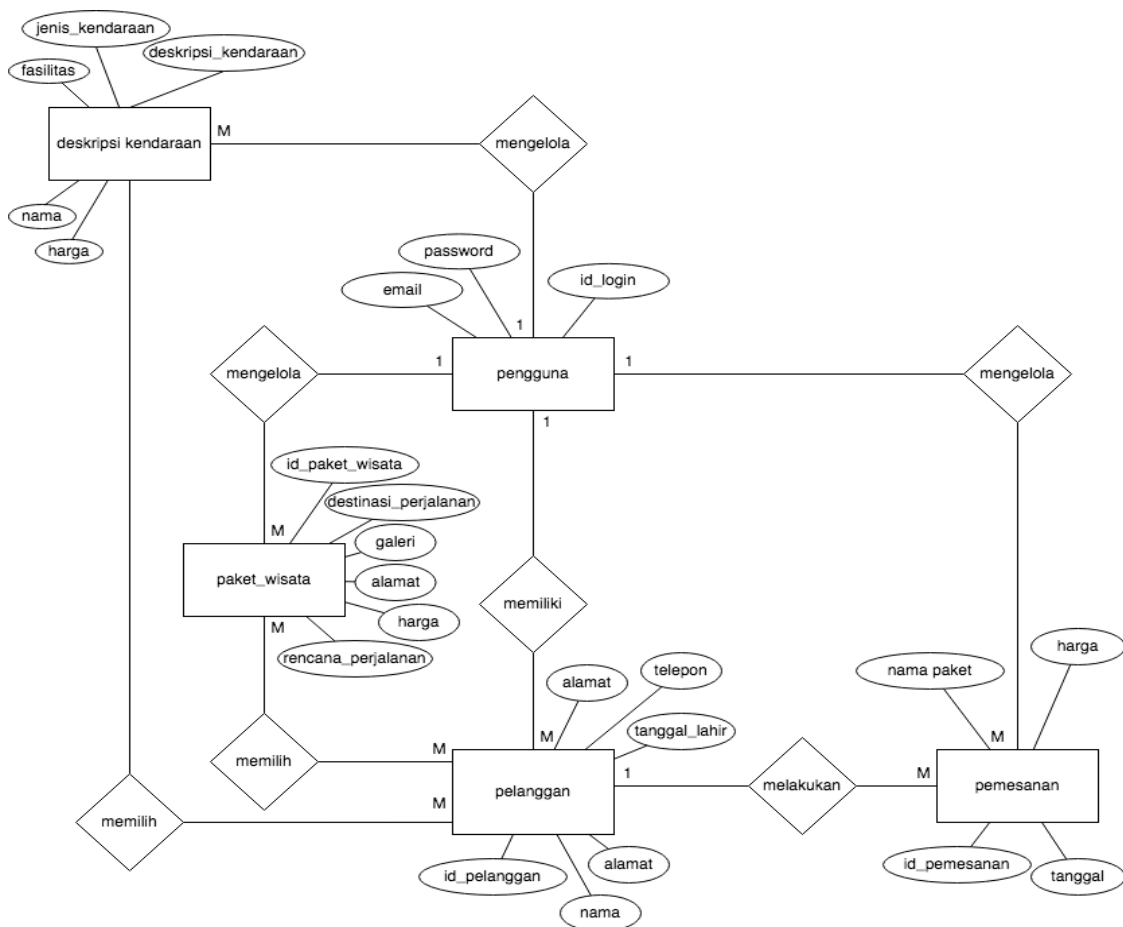 jenis_kendaraan
deskripsi_kendaraan
fasilitas
deskripsi kendaraan
M
mengelola
nama
harga
password
email
id_login
1
mengelola
1
pengguna
1
mengelola
1
id_paket_wisata
destinasi_perjalanan
M
galeri
paket_wisata
alamat
harga
M
rencana_perjalanan
memiliki
alamat
telepon
nama paket
harga
tanggal_lahir
M
M
M
memilih
pelanggan
1
melakukan
M
pemesanan
M
memilih
id_pelanggan
alamat
nama
id_pemesanan
tanggal